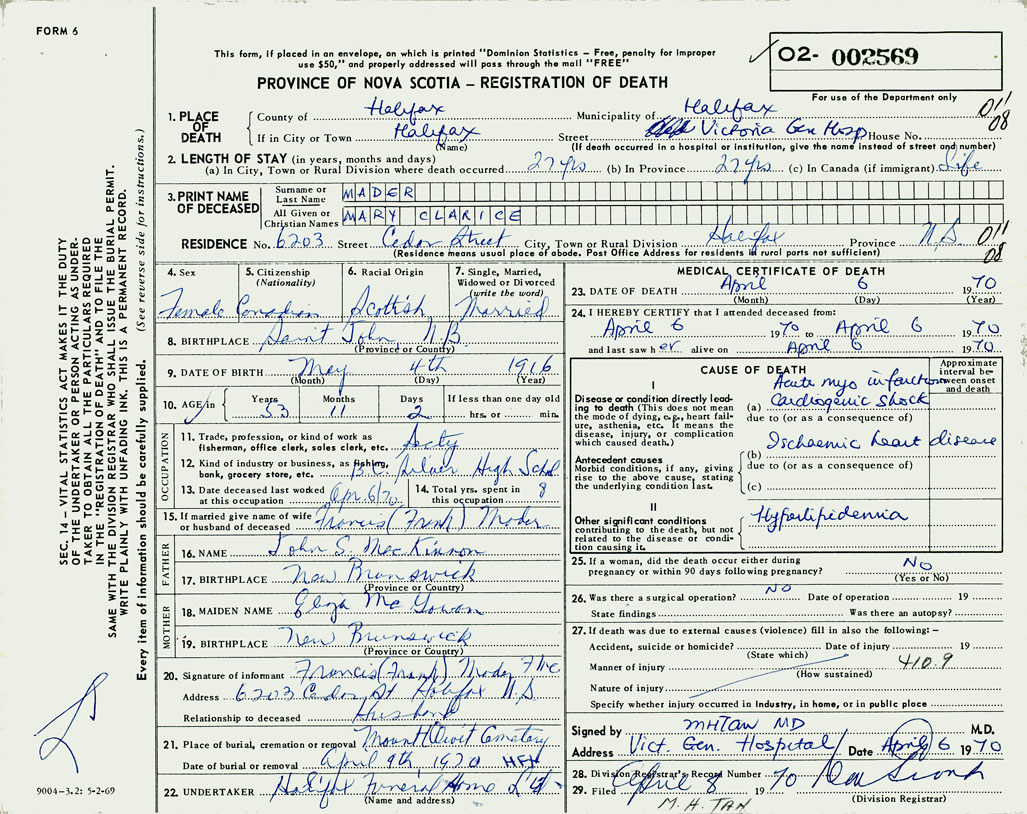 FORM 6
This form, if placed in an envelope, on which is printed "Dominion Statistics – Free, penalty for improper
use $50," and properly addressed will pass through the mail "FREE"
PROVINCE OF NOVA SCOTIA – REGISTRATION OF DEATH
O2- 002569
For use of the Department only
1. PLACE OF DEATH
County of Halifax Municipality of Halifax 011
If in City or Town Halifax Street Victoria Gen Hosp House No. 08
(Name) (If death occurred in a hospital or institution, give the name instead of street and number)
2. LENGTH OF STAY (in years, months and days)
(a) In City, Town or Rural Division where death occurred 27 yrs (b) In Province 27 yrs (c) In Canada (if immigrant) Life
3. PRINT NAME OF DECEASED
Surname or Last Name MADER
All Given or Christian Names MARY CLARICE
RESIDENCE No. 6203 Street Cedar Street City, Town or Rural Division Halifax Province N.S 011
(Residence means usual place of abode. Post Office Address for residents in rural parts not sufficient) 08
4. Sex 5. Citizenship (Nationality) 6. Racial Origin 7. Single, Married, Widowed or Divorced (write the word)
Female Canadian Scottish Married
8. BIRTHPLACE Saint John, N.B
(Province or Country)
9. DATE OF BIRTH May 4th 1916
(Month) (Day) (Year)
10. AGE in Years 53 Months 11 Days 2 If less than one day old hrs. or min.
OCCUPATION
11. Trade, profession, or kind of work as
fisherman, office clerk, sales clerk, etc. Secty
12. Kind of industry or business, as fishing,
bank, grocery store, etc. B.C. Silver High Schol
13. Date deceased last worked at this occupation Apr. 6/70
14. Total yrs. spent in this occupation 8
15. If married give name of wife
or husband of deceased Francis (Frank) Mader
FATHER
16. NAME John S. MacKinnon
17. BIRTHPLACE New Brunswick
(Province or Country)
MOTHER
18. MAIDEN NAME Eliza McGowan
19. BIRTHPLACE New Brunswick
(Province or Country)
20. Signature of informant Francis (Frank) Mader
Address 6203 Cedar St Halifax N.S
Relationship to deceased Husband
21. Place of burial, cremation or removal Mount Olivet Cemetary
Date of burial or removal April 9th, 1970
22. UNDERTAKER Halifax Funeral Home Ltd
(Name and address)
MEDICAL CERTIFICATE OF DEATH
23. DATE OF DEATH April 6 1970
(Month) (Day) (Year)
24. I HEREBY CERTIFY that I attended deceased from:
April 6 1970 to April 6 1970
and last saw her alive on April 6 1970.
CAUSE OF DEATH
Approximate interval between onset and death
I
Disease or condition directly leading to death (This does not
mean the mode of dying, e.g., heart failure, asthenia, etc. It means the
disease, injury, or complication which caused death.)
Acute myo infarction
(a) Cardiogenic shock
due to (or as a consequence of)
Antecedent causes
Morbid conditions, if any, giving
rise to the above cause, stating
the underlying condition last.
(b) Ischaemic heart disease
due to (or as a consequence of)
(c)
II
Other significant conditions
contributing to the death, but not
related to the disease or condition causing it.
Hyperlipidemia
25. If a woman, did the death occur either during
pregnancy or within 90 days following pregnancy? No
(Yes or No)
26. Was there a surgical operation? NO Date of operation 19
State findings Was there an autopsy?
27. If death was due to external causes (violence) fill in also the following: –
Accident, suicide or homicide? Date of injury 19
(State which)
Manner of injury 410.9
(How sustained)
Nature of injury
Specify whether injury occurred in industry, in home, or in public place
Signed by MHTAN MD M.D.
Address Vict. Gen. Hospital Date April 6 1970
28. Division Registrar's Record Number
29. Filed April 8 1970
(Division Registrar)
M. H. TAN
SEC. 14 – VITAL STATISTICS ACT MAKES IT THE DUTY
OF THE UNDERTAKER OR PERSON ACTING AS UNDER-
TAKER TO OBTAIN ALL THE PARTICULARS REQUIRED
IN THE "REGISTRATION OF DEATH" AND TO FILE THE
SAME WITH THE DIVISION REGISTRAR WHO SHALL ISSUE THE BURIAL PERMIT.
WRITE PLAINLY WITH UNFADING INK. THIS IS A PERMANENT RECORD.
Every item of information should be carefully supplied. (See reverse side for instructions.)
9004-3.2: 5-2-69